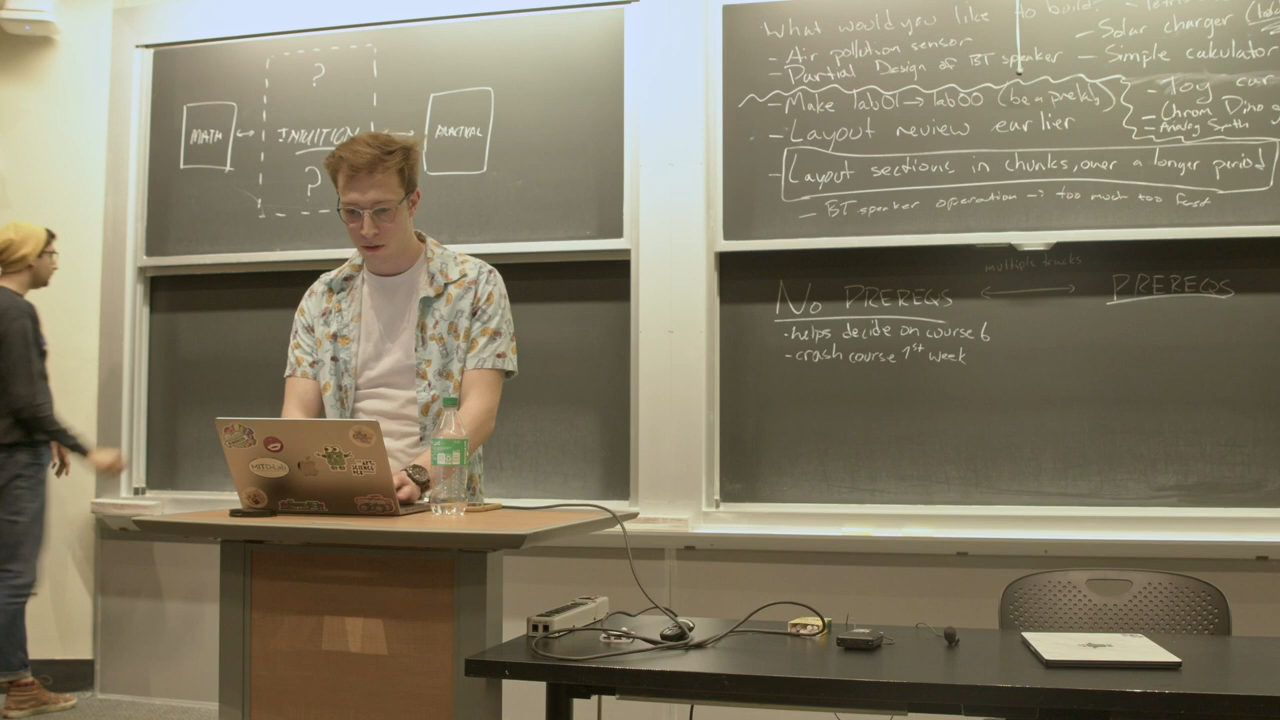 ?
MATH
INTUITION
PRACTICAL
?
What would you like to build?
- Air pollution sensor
- Partial Design of BT speaker
- Tetris
- Solar charger
- Simple calculator
- Make lab01 → lab00 (be a prelab)
- Layout review earlier
- Toy car
- Chrom Dino
- Analog Synth
- Layout sections in chunks, over a longer period
- BT speaker operation → too much too fast
multiple tracks
No PREREQS
PREREQS
- helps decide on course 6
- crash course 1st week
MIT D-Lab